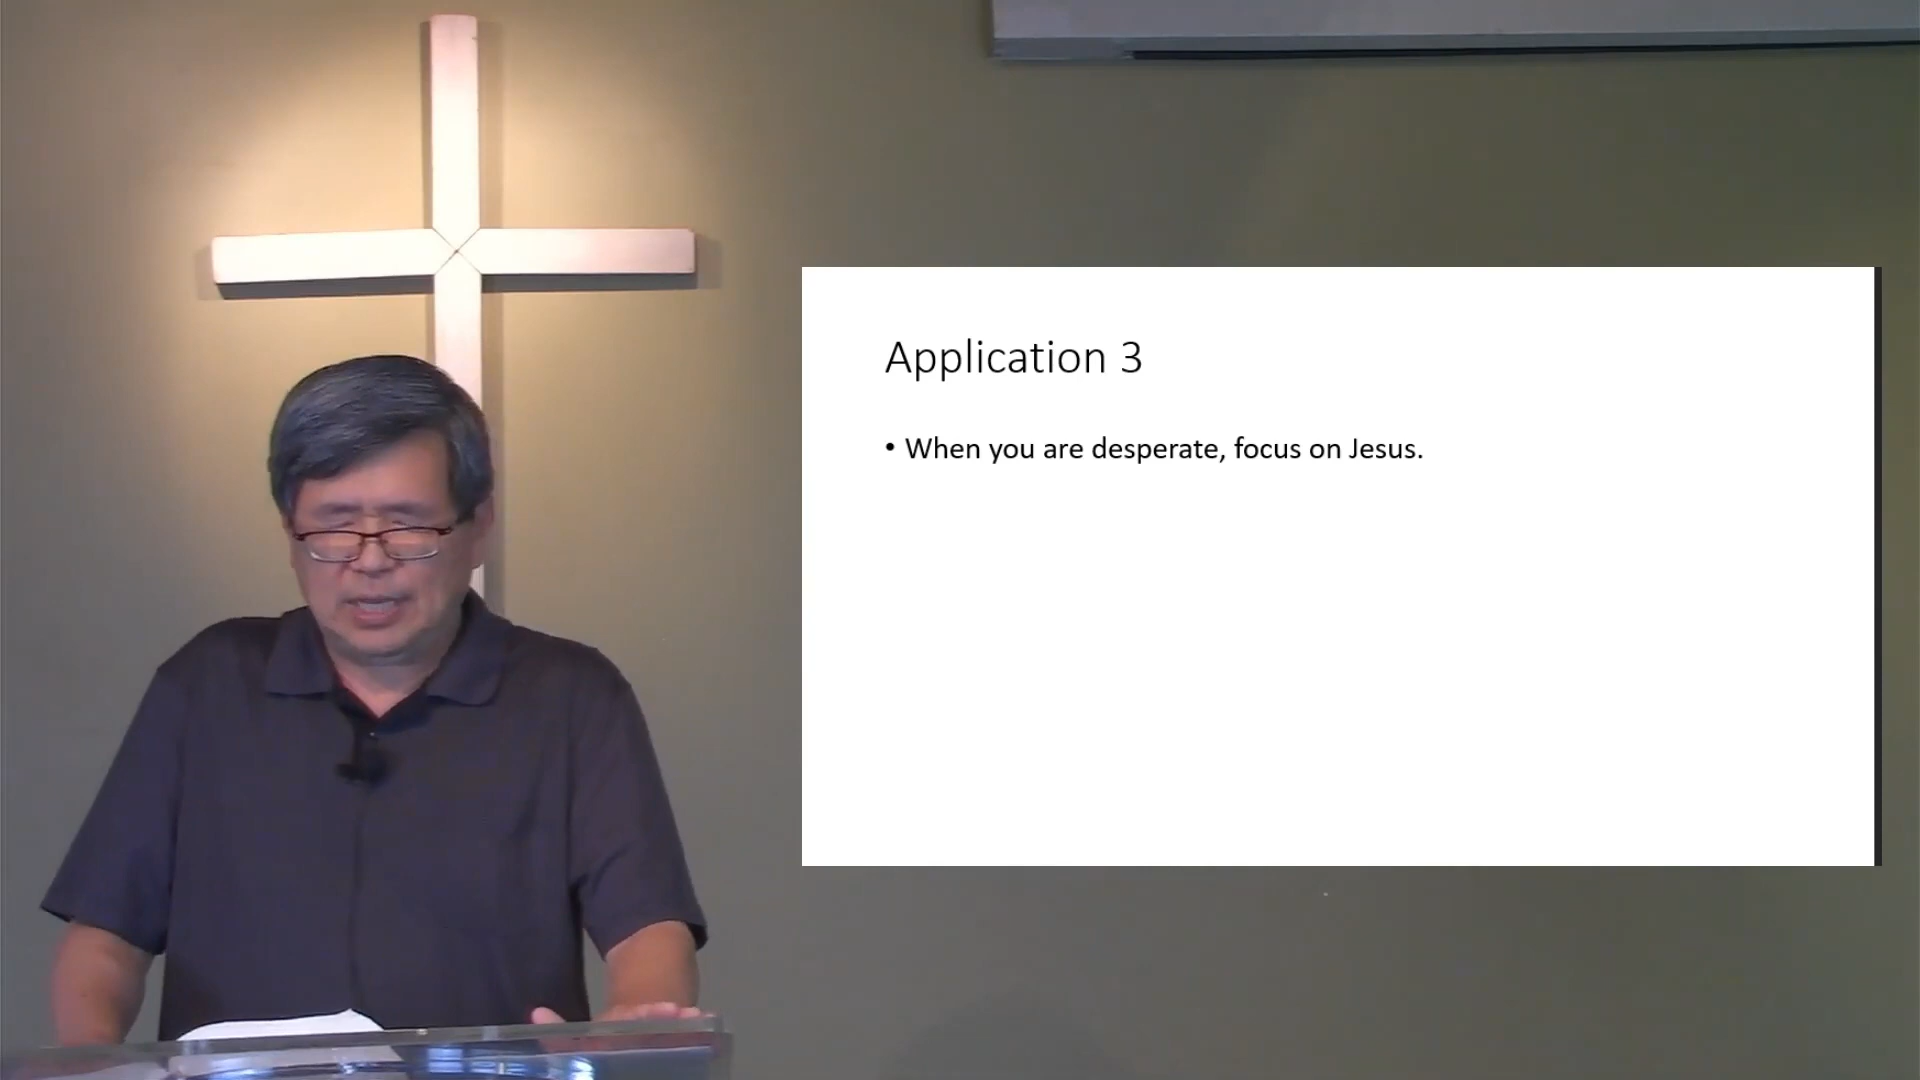 Application 3
• When you are desperate, focus on Jesus.